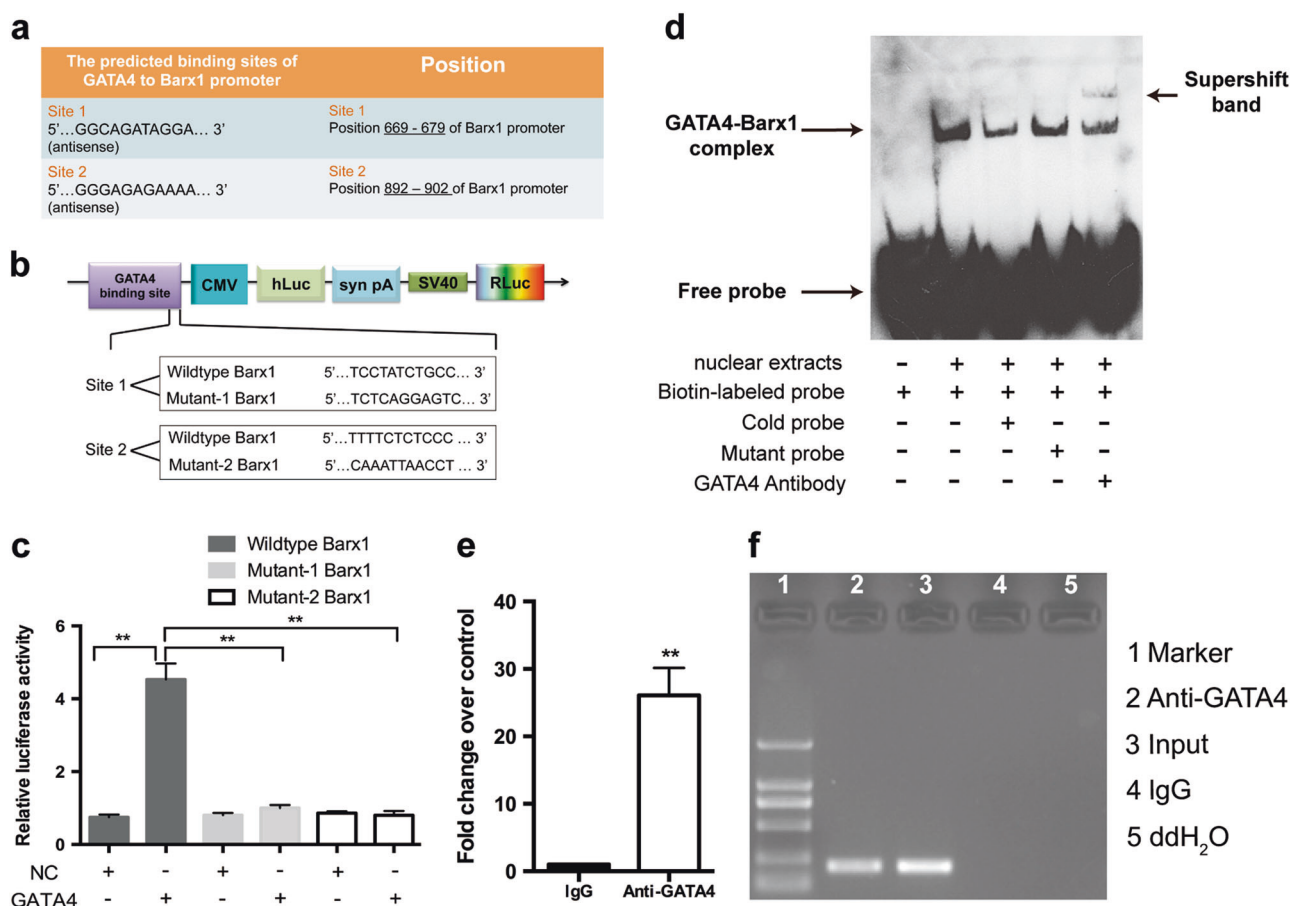 a
The predicted binding sites of
GATA4 to Barx1 promoter
Position
Site 1
5’…GGCAGATAGGA… 3’
(antisense)
Site 1
Position 669 - 679 of Barx1 promoter
Site 2
5’…GGGAGAGAAAA… 3’
(antisense)
Site 2
Position 892 – 902 of Barx1 promoter
b
GATA4
binding site
CMV
hLuc
syn pA
SV40
RLuc
Site 1
Wildtype Barx1 5’…TCCTATCTGCC… 3’
Mutant-1 Barx1 5’…TCTCAGGAGTC… 3’
Site 2
Wildtype Barx1 5’…TTTTCTCTCCC … 3’
Mutant-2 Barx1 5’…CAAATTAACCT … 3’
c
Wildtype Barx1
Mutant-1 Barx1
Mutant-2 Barx1
Relative luciferase activity
6
4
2
0
** ** **
NC + - + - + -
GATA4 - + - + - +
d
GATA4-Barx1
complex
Supershift
band
Free probe
nuclear extracts - + + + +
Biotin-labeled probe + + + + +
Cold probe - - + - -
Mutant probe - - - + -
GATA4 Antibody - - - - +
e
Fold change over control
40
30
20
10
0
**
IgG Anti-GATA4
f
1 2 3 4 5
1 Marker
2 Anti-GATA4
3 Input
4 IgG
5 ddH₂O